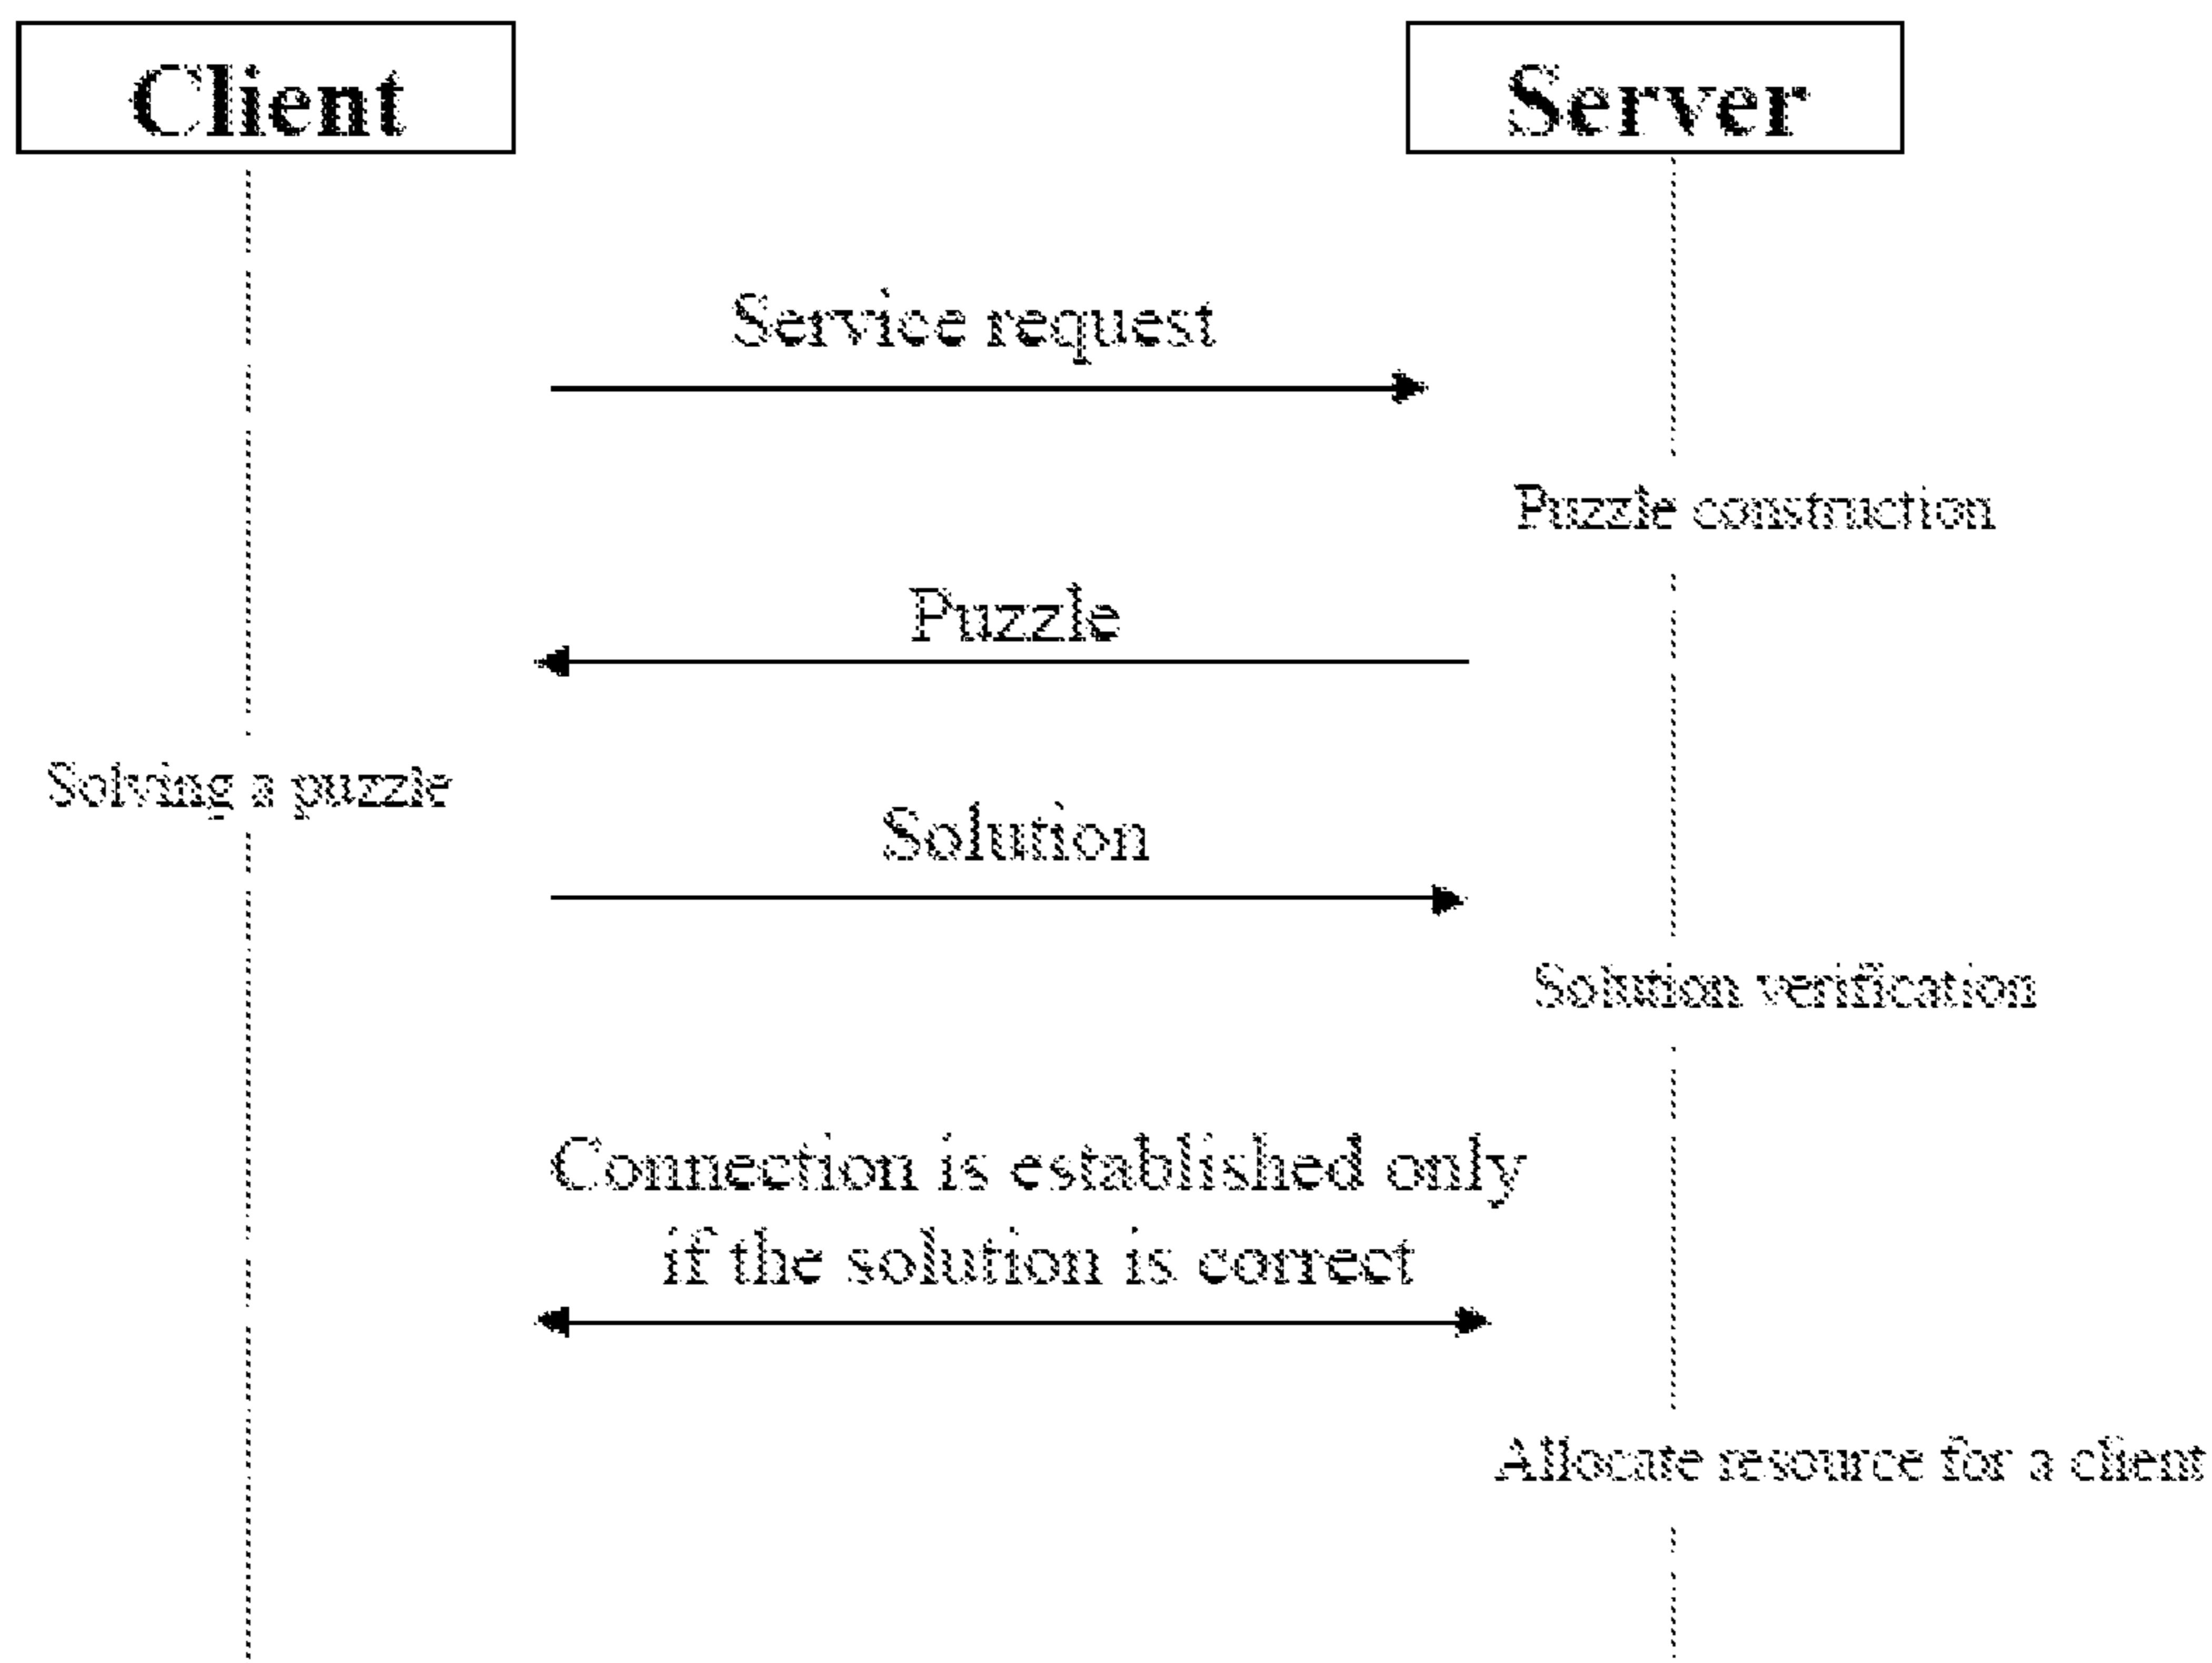 Client
Server
Service request
Puzzle construction
Puzzle
Solving a puzzle
Solution
Solution verification
Connection is established only
if the solution is correct
Allocate resource for a client